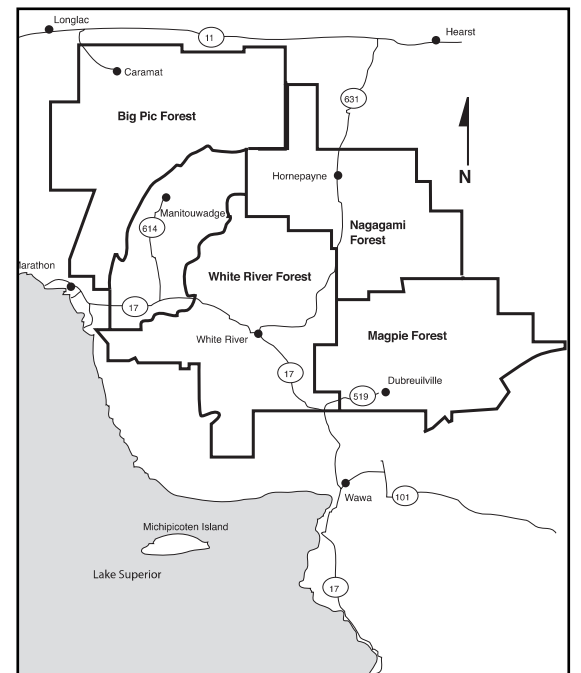 Longlac
11
Hearst
Caramat
631
Big Pic Forest
N
Hornepayne
Manitouwadge
614
Nagagami
Forest
White River Forest
Marathon
17
White River
Magpie Forest
17
Dubreuilville
519
Wawa
101
Michipicoten Island
Lake Superior
17